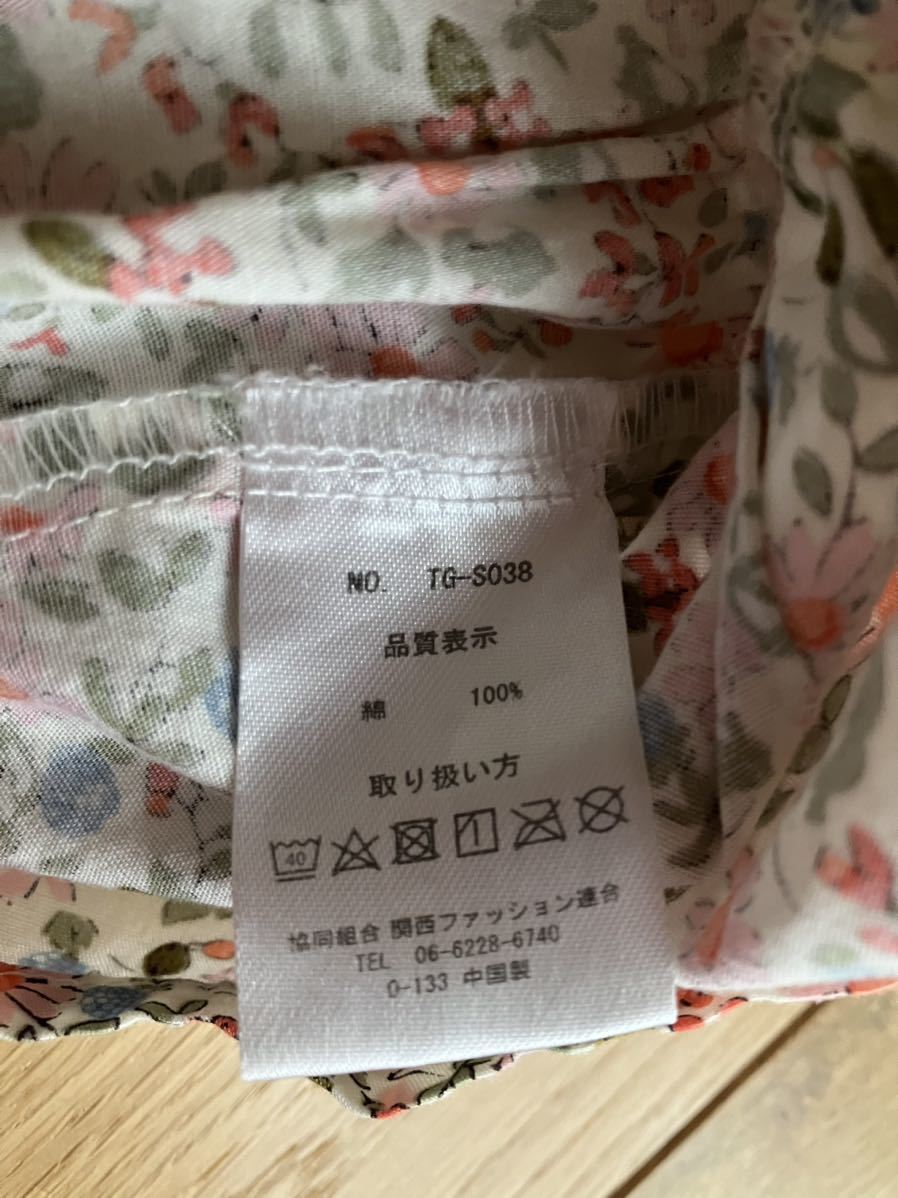 NO. TG-S038
品質表示
綿 100%
取り扱い方
40
協同組合 関西ファッション連合
TEL 06-6228-6740
O-133 中国製